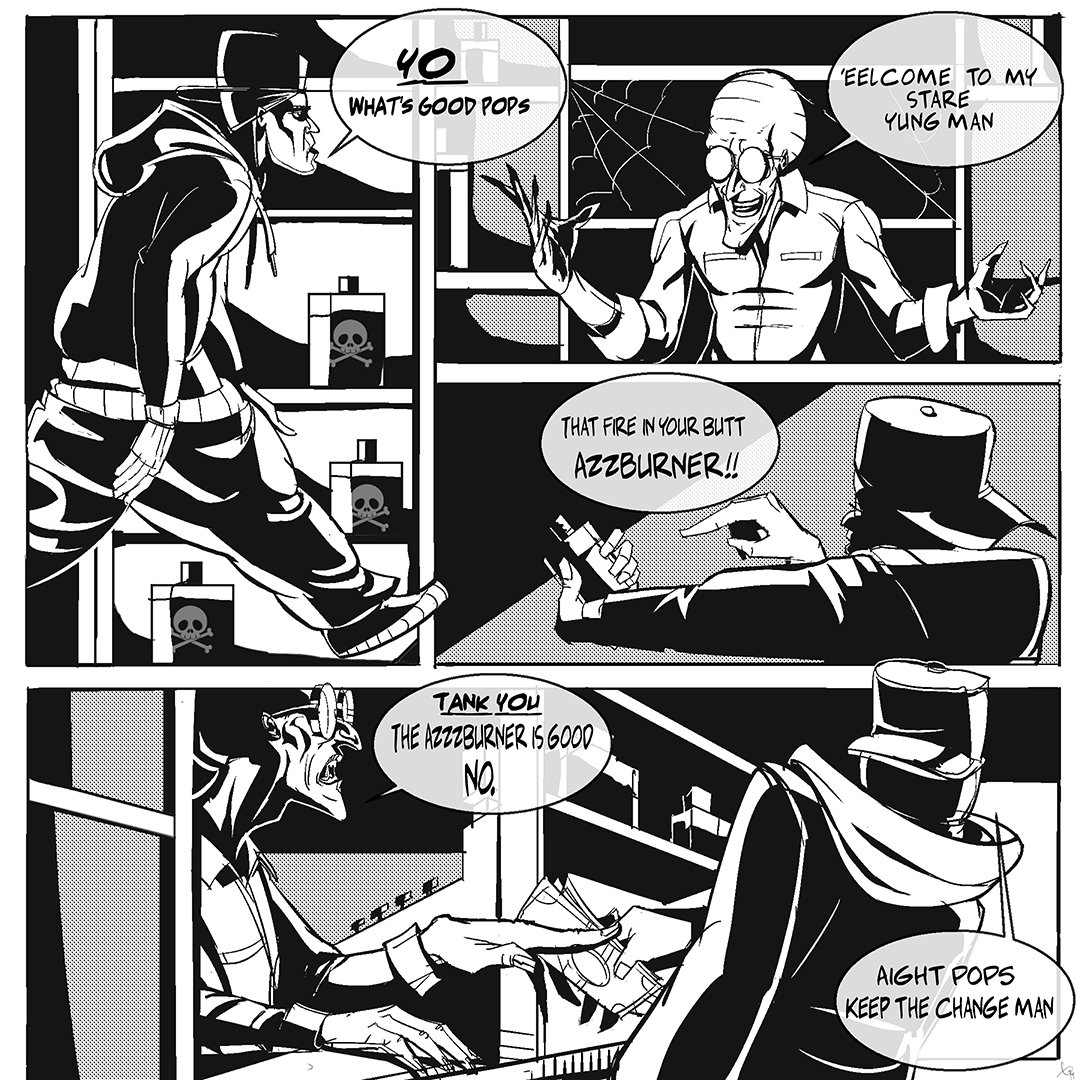 YO
WHAT'S GOOD POPS
'EELCOME TO MY
STARE
YUNG MAN
THAT FIRE IN YOUR BUTT
AZZBURNER!!
TANK YOU
THE AZZZBURNER IS GOOD
NO.
AIGHT POPS
KEEP THE CHANGE MAN